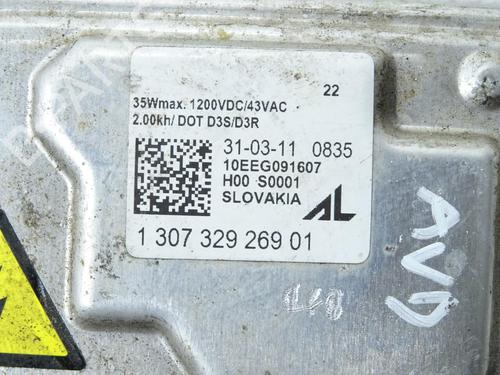 22
35Wmax. 1200VDC/43VAC
2.00kh/ DOT D3S/D3R
31-03-11 0835
10EEG091607
H00 S0001
SLOVAKIA
AL
1 307 329 269 01
AVD